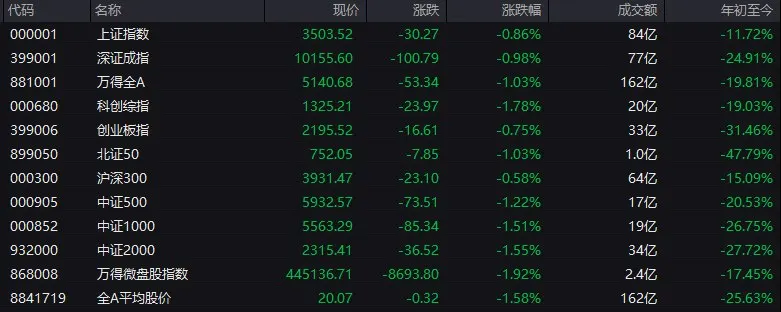 代码 名称 现价 涨跌 涨跌幅 成交额 年初至今
000001 上证指数 3503.52 -30.27 -0.86% 84亿 -11.72%
399001 深证成指 10155.60 -100.79 -0.98% 77亿 -24.91%
881001 万得全A 5140.68 -53.34 -1.03% 162亿 -19.81%
000680 科创综指 1325.21 -23.97 -1.78% 20亿 -19.03%
399006 创业板指 2195.52 -16.61 -0.75% 33亿 -31.46%
899050 北证50 752.05 -7.85 -1.03% 1.0亿 -47.79%
000300 沪深300 3931.47 -23.10 -0.58% 64亿 -15.09%
000905 中证500 5932.57 -73.51 -1.22% 17亿 -20.53%
000852 中证1000 5563.29 -85.34 -1.51% 19亿 -26.75%
932000 中证2000 2315.41 -36.52 -1.55% 34亿 -27.72%
868008 万得微盘股指数 445136.71 -8693.80 -1.92% 2.4亿 -17.45%
8841719 全A平均股价 20.07 -0.32 -1.58% 162亿 -25.63%